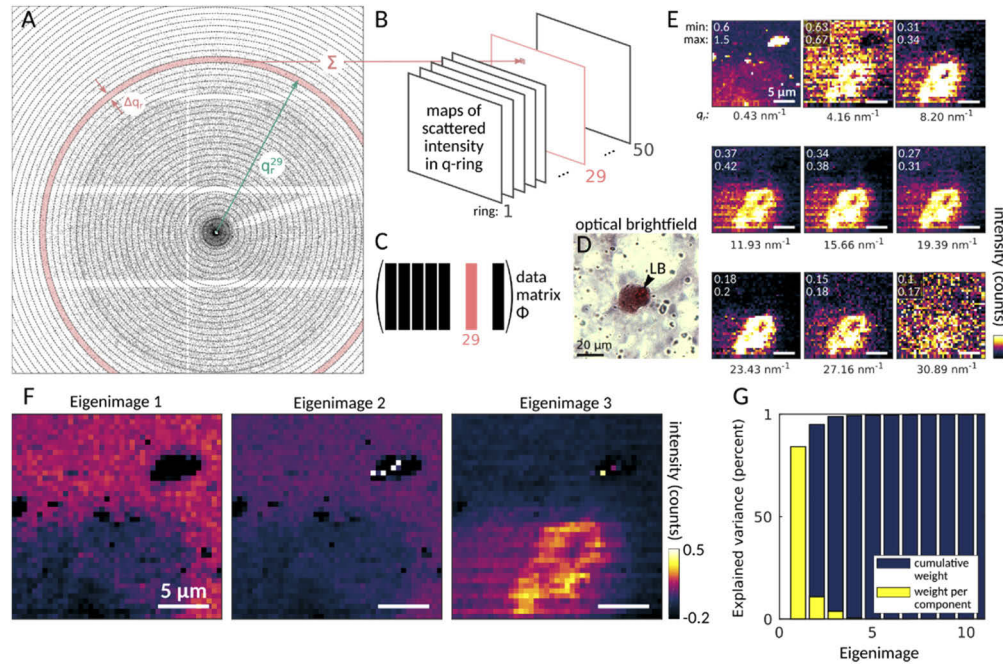 A
Δqᵣ
qᵣ²⁹
Σ
B
maps of
scattered
intensity
in q-ring
ring: 1
...
29
...
50
C
data
matrix
Φ
29
optical brightfield
D
LB
20 μm
E
min:
max:
0.6
1.5
5 μm
0.63
0.67
0.31
0.34
qᵣ:
0.43 nm⁻¹
4.16 nm⁻¹
8.20 nm⁻¹
0.37
0.42
0.34
0.38
0.27
0.31
11.93 nm⁻¹
15.66 nm⁻¹
19.39 nm⁻¹
0.18
0.2
0.15
0.18
0.1
0.17
23.43 nm⁻¹
27.16 nm⁻¹
30.89 nm⁻¹
intensity (counts)
F
Eigenimage 1
Eigenimage 2
Eigenimage 3
5 μm
intensity (counts)
0.5
-0.2
G
Explained variance (percent)
1
50
0
cumulative
weight
weight per
component
0
5
10
Eigenimage